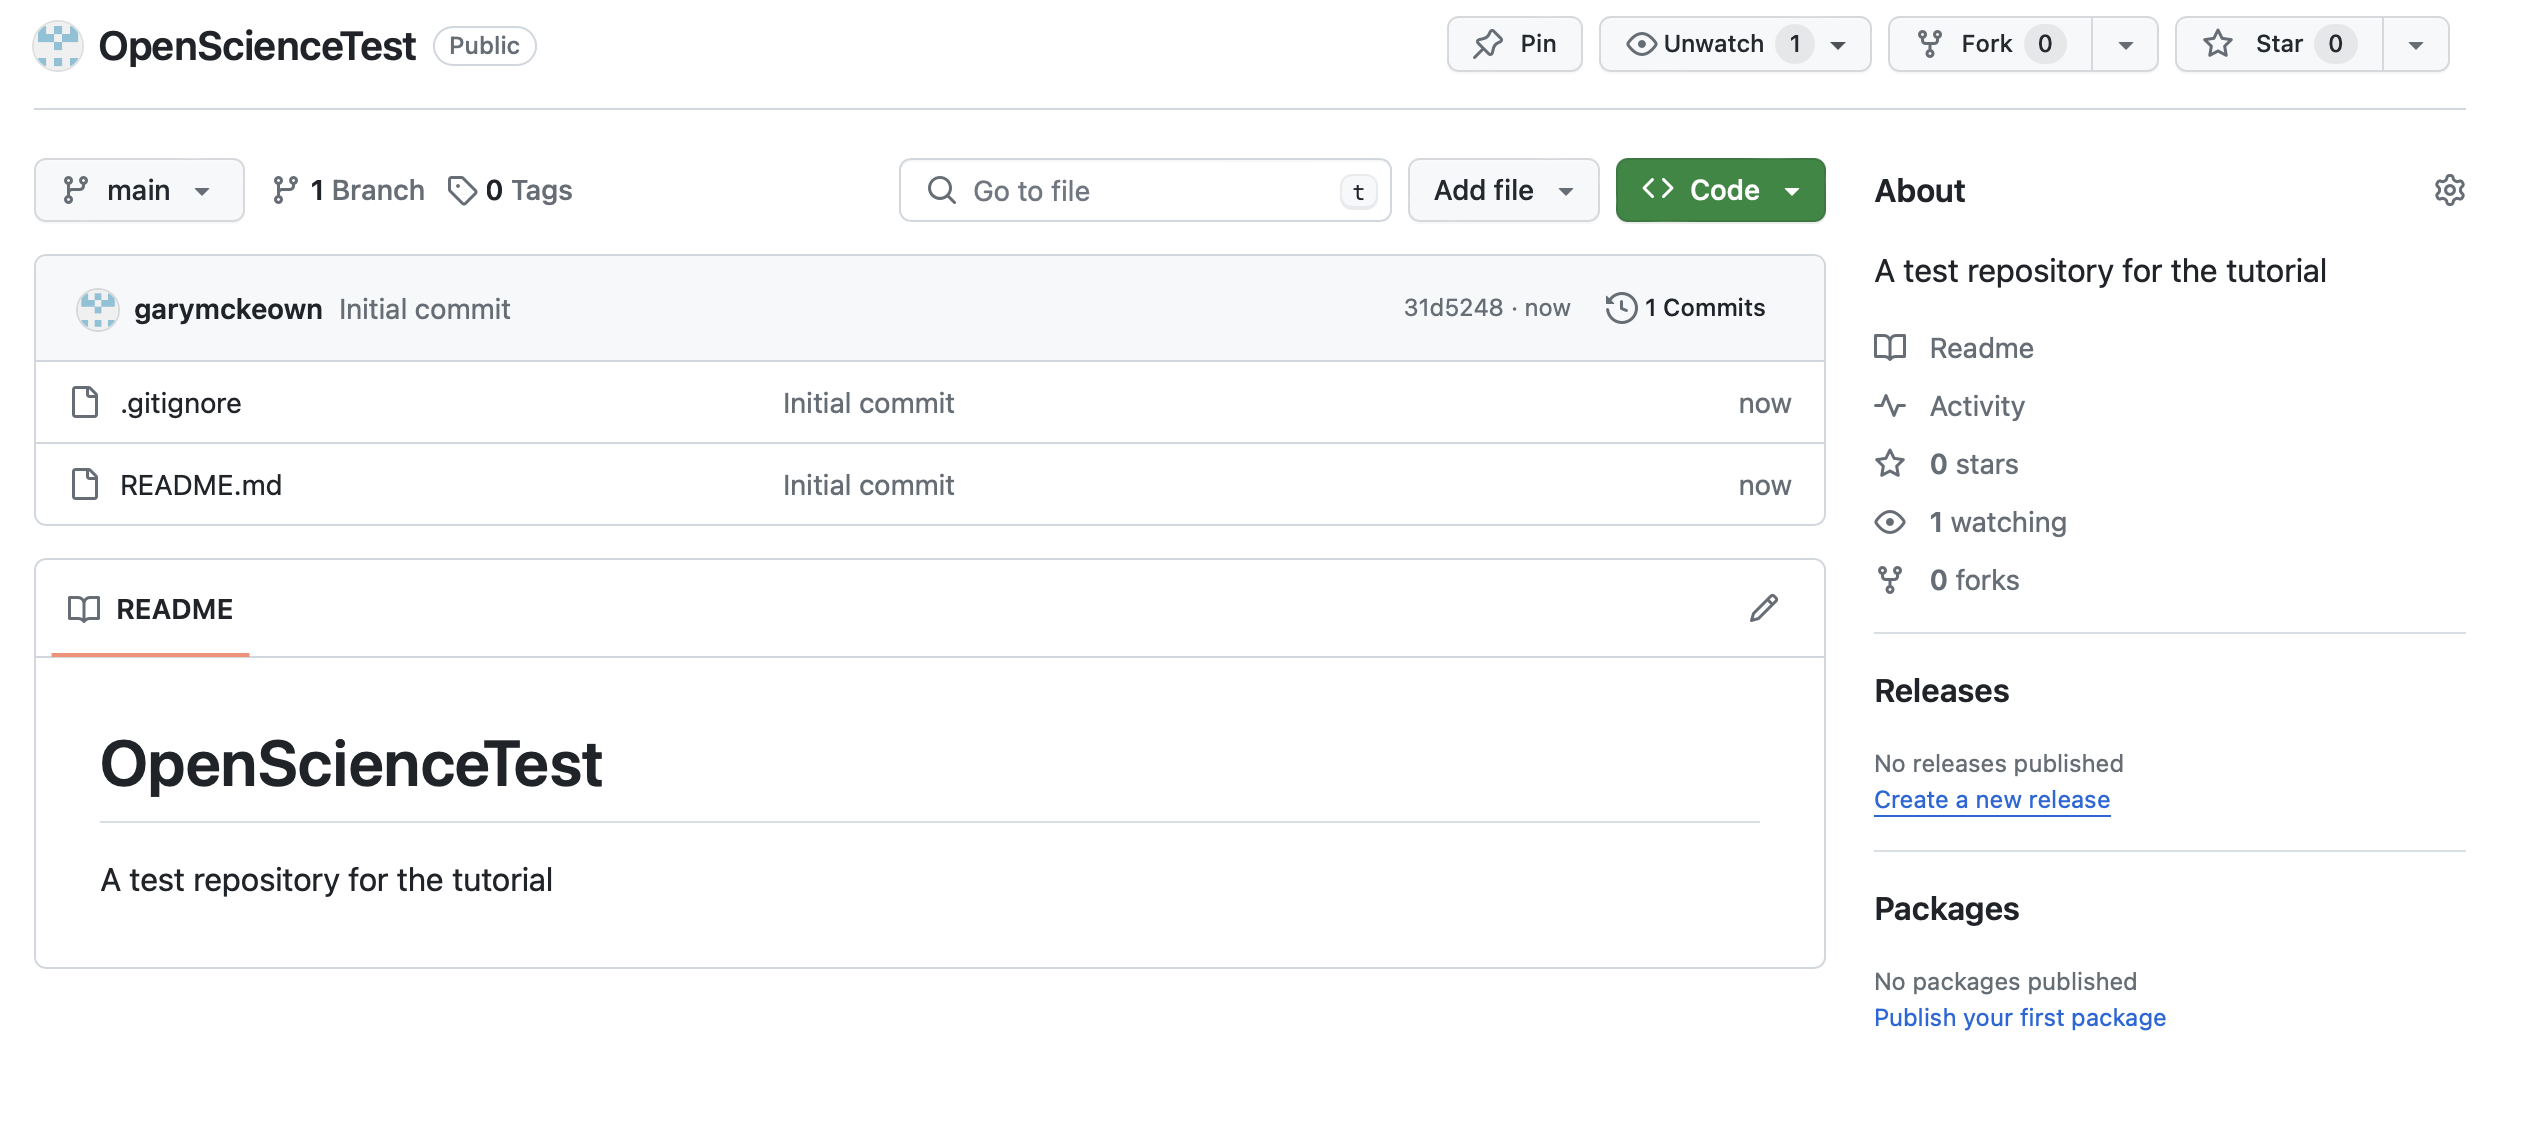 OpenScienceTest Public Pin Unwatch 1 Fork 0 Star 0
main 1 Branch 0 Tags Go to file t Add file Code
garymckeown Initial commit 31d5248 · now 1 Commits
.gitignore Initial commit now
README.md Initial commit now
README
OpenScienceTest
A test repository for the tutorial
About
A test repository for the tutorial
Readme
Activity
0 stars
1 watching
0 forks
Releases
No releases published
Create a new release
Packages
No packages published
Publish your first package